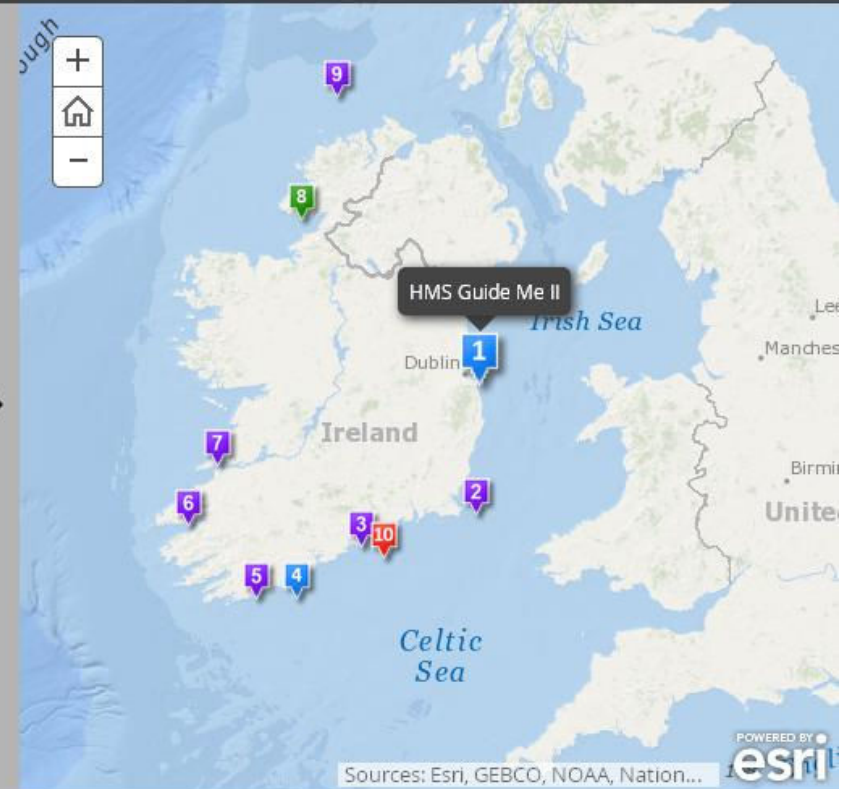 ough
+
−
9
8
HMS Guide Me II
Irish Sea
1
Dublin
Lee
Manches
7
Ireland
Birmi
6
2
Unite
3
10
5
4
Celtic
Sea
POWERED BY
esri
Sources: Esri, GEBCO, NOAA, Nation...